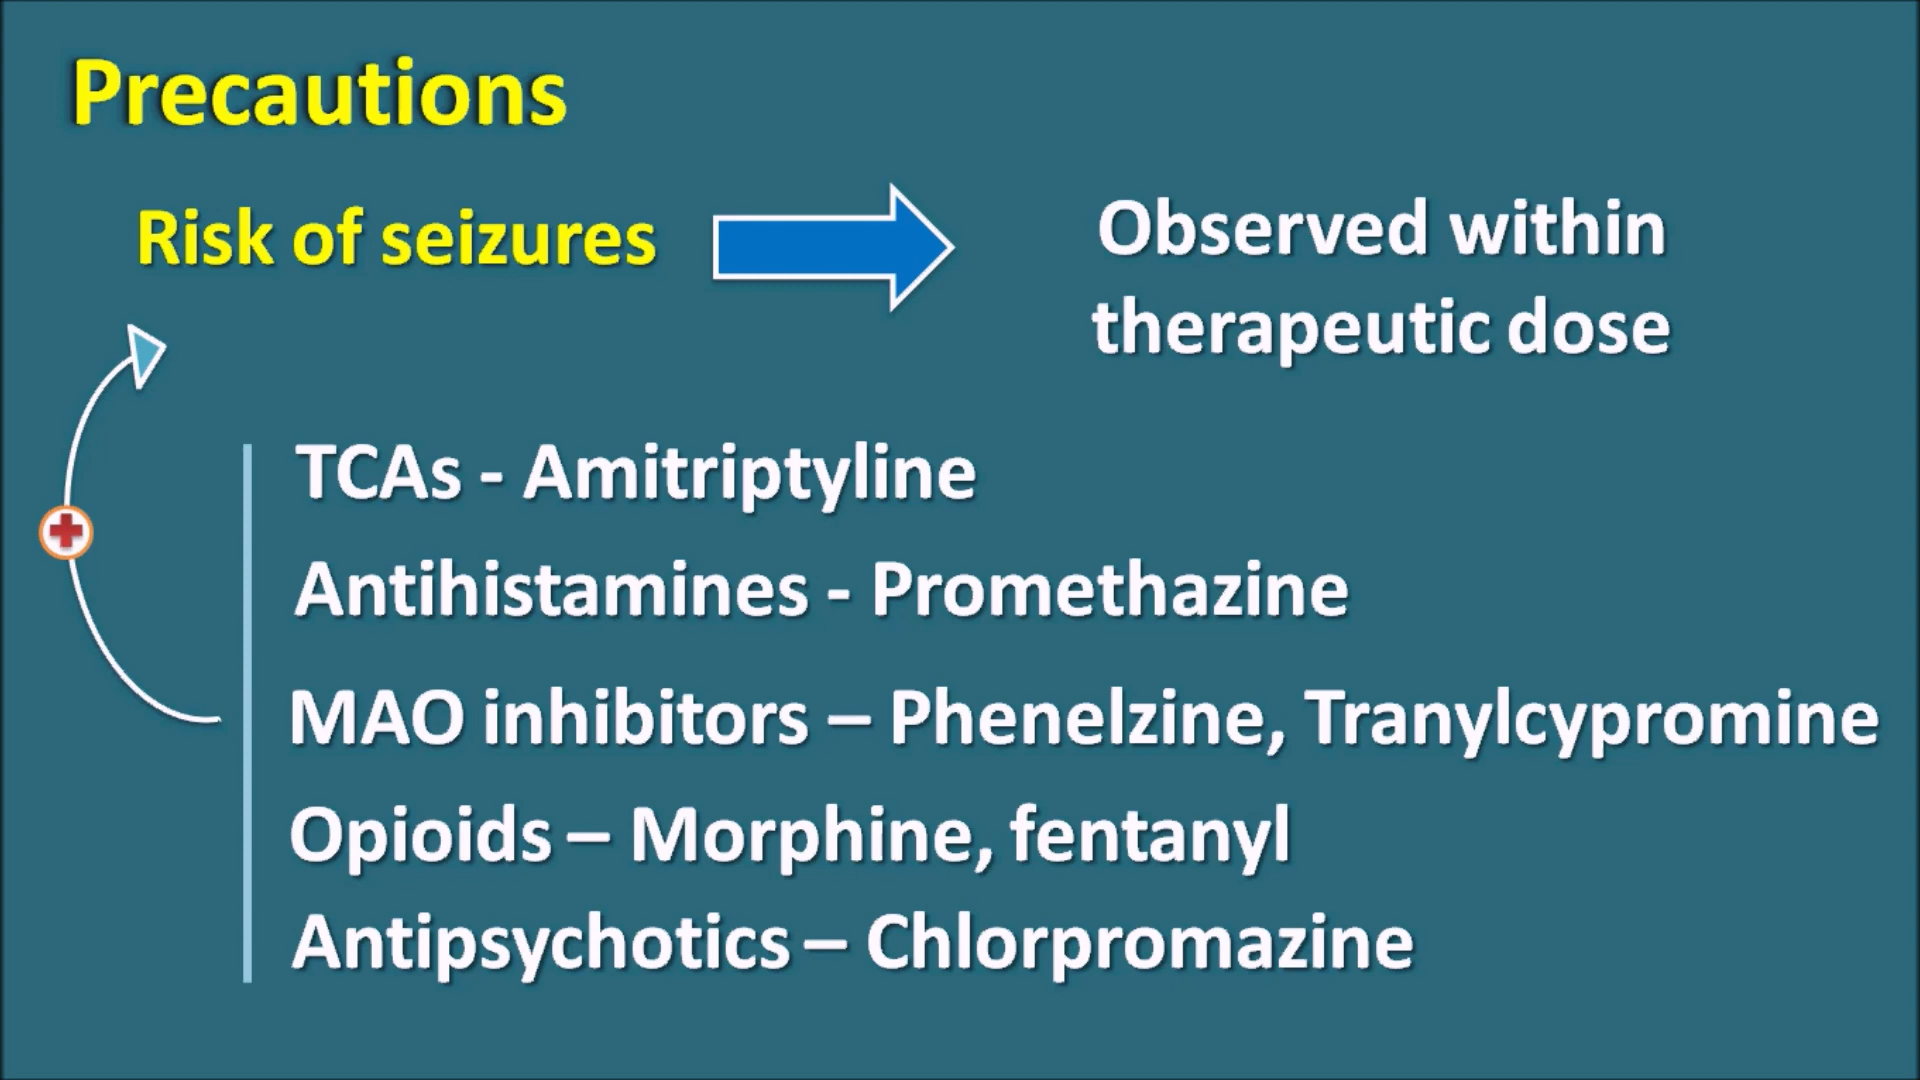 Precautions
Risk of seizures
Observed within
therapeutic dose
TCAs - Amitriptyline
Antihistamines - Promethazine
MAO inhibitors – Phenelzine, Tranylcypromine
Opioids – Morphine, fentanyl
Antipsychotics – Chlorpromazine